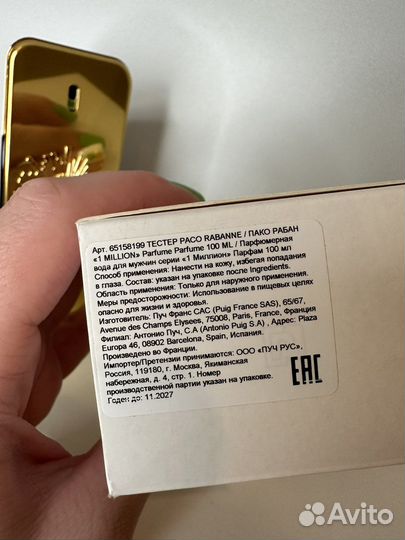 Арт. 65158199 ТЕСТЕР PACO RABANNE / ПАКО РАБАН
«1 MILLION» Parfume Parfume 100 ML / Парфюмерная
вода для мужчин серии «1 Миллион» Парфам 100 мл
Способ применения: Нанести на кожу, избегая попадания
в глаза. Состав: указан на упаковке после Ingredients.
Область применения: Только для наружного применения.
Меры предосторожности: Использование в пищевых целях
опасно для жизни и здоровья.
Изготовитель: Пуч Франс САС (Puig France SAS), 65/67,
Avenue des Champs Elysees, 75008, Paris, France, Франция
Филиал: Антонио Пуч, С.А (Antonio Puig S.A) , Адрес: Plaza
Europa 46, 08902 Barcelona, Spain, Испания.
Произведено во Франции.
Импортер/Претензии принимаются: ООО «ПУЧ РУС»,
Россия, 119180, г. Москва, Якиманская
набережная, д. 4, стр. 1. Номер
производственной партии указан на упаковке.
Годен до: 11.2027
EAC
Avito